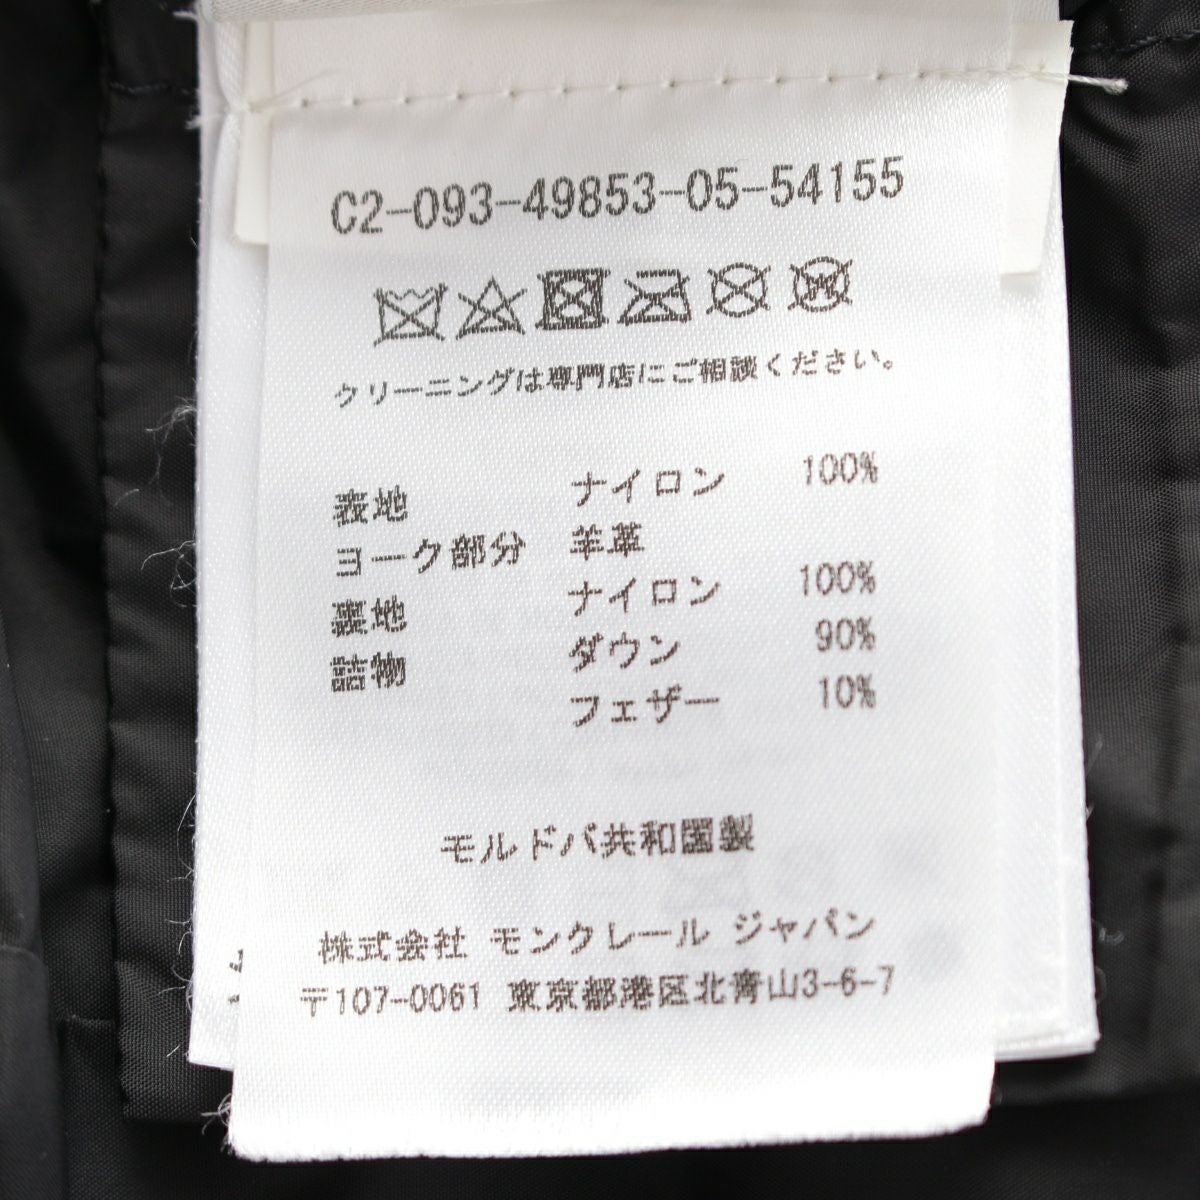 C2-093-49853-05-54155
クリーニングは専門店にご相談ください。
表地 ナイロン 100%
ヨーク部分 羊革
裏地 ナイロン 100%
詰物 ダウン 90%
フェザー 10%
モルドバ共和国製
株式会社 モンクレール ジャパン
〒107-0061 東京都港区北青山3-6-7